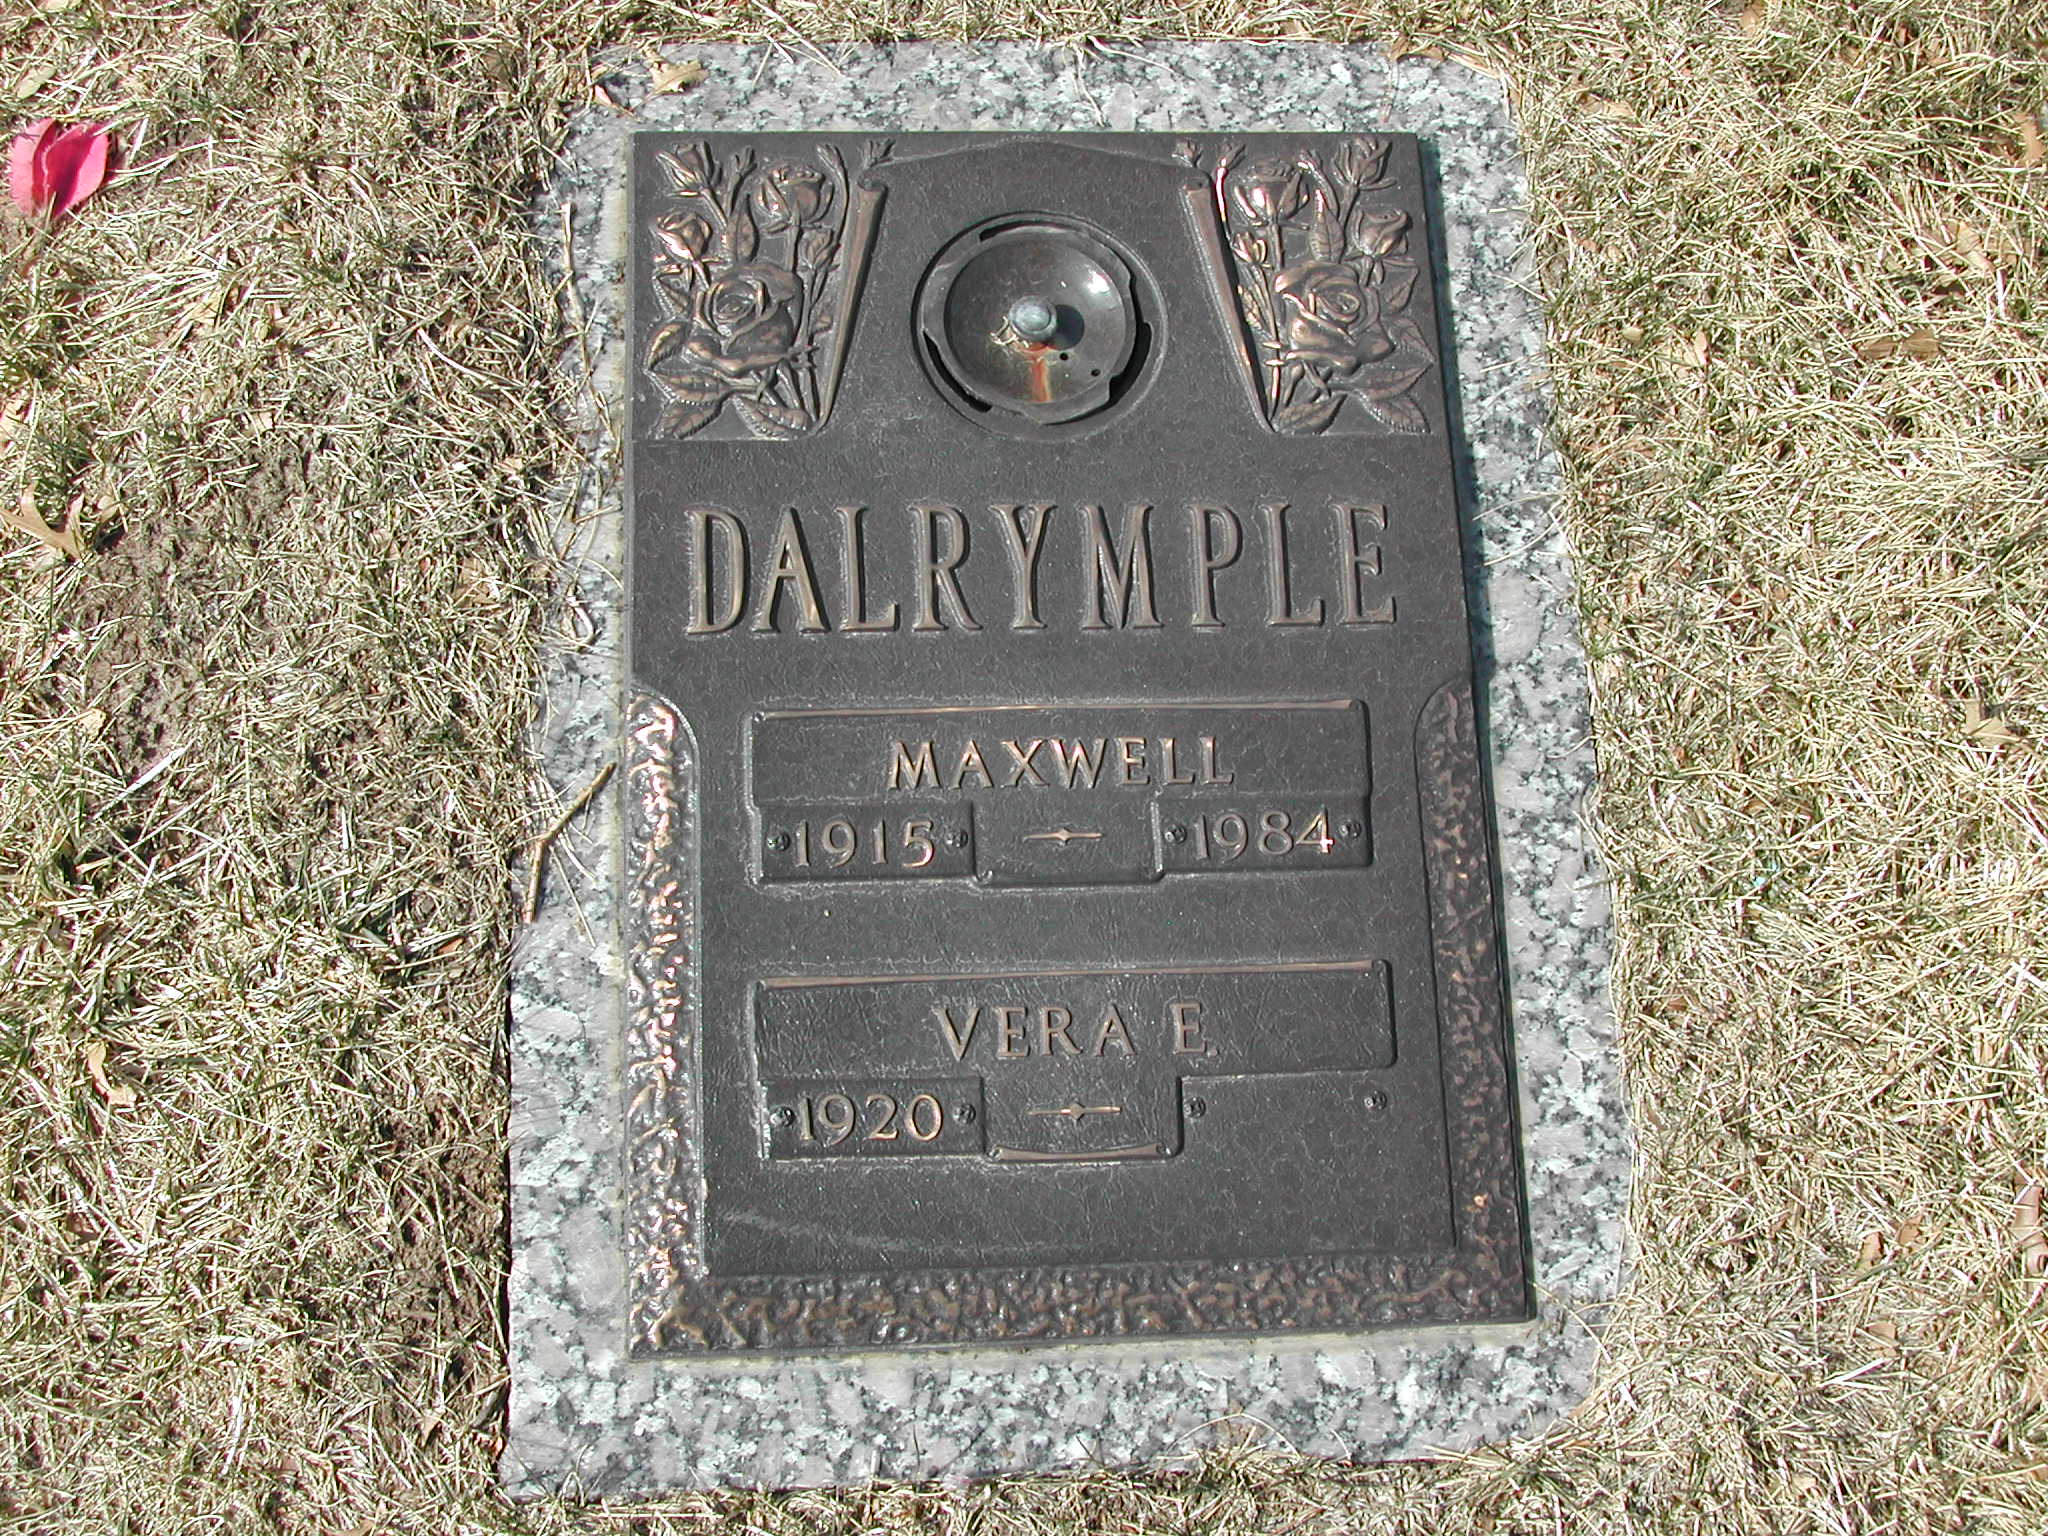 DALRYMPLE
MAXWELL
1915 – 1984
VERA E.
1920 –